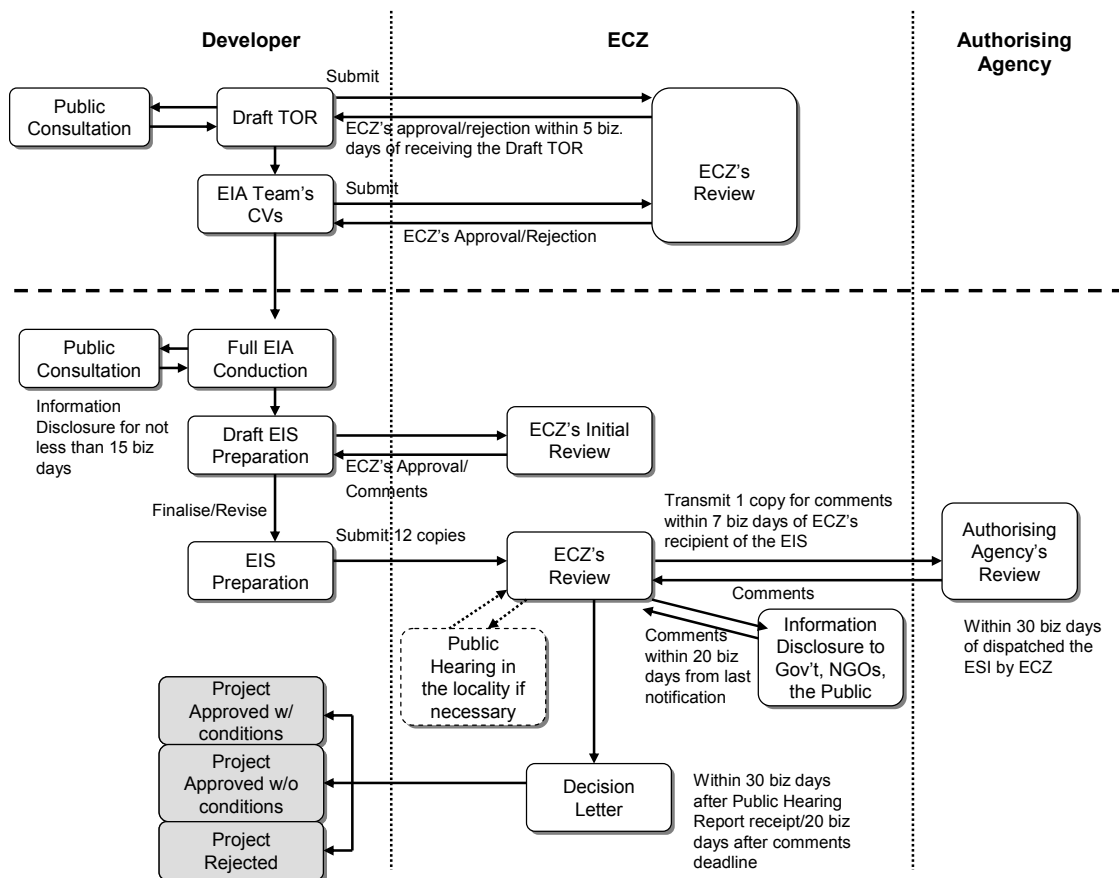 Developer
ECZ
Authorising
Agency
Submit
Public
Consultation
Draft TOR
ECZ's approval/rejection within 5 biz.
days of receiving the Draft TOR
ECZ's
Review
EIA Team's
CVs
Submit
ECZ's Approval/Rejection
Public
Consultation
Full EIA
Conduction
Information
Disclosure for not
less than 15 biz
days
Draft EIS
Preparation
ECZ's Initial
Review
ECZ's Approval/
Comments
Finalise/Revise
Transmit 1 copy for comments
within 7 biz days of ECZ's
recipient of the EIS
Submit 12 copies
EIS
Preparation
ECZ's
Review
Authorising
Agency's
Review
Comments
Public
Hearing in
the locality if
necessary
Comments
within 20 biz
days from last
notification
Information
Disclosure to
Gov't, NGOs,
the Public
Within 30 biz days
of dispatched the
ESI by ECZ
Project
Approved w/
conditions
Project
Approved w/o
conditions
Project
Rejected
Decision
Letter
Within 30 biz days
after Public Hearing
Report receipt/20 biz
days after comments
deadline